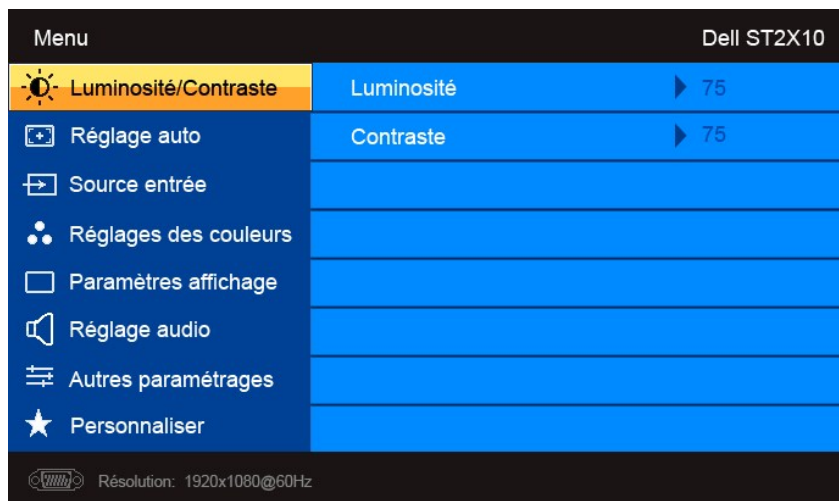 Menu Dell ST2X10
Luminosité/Contraste Luminosité 75
Réglage auto Contraste 75
Source entrée
Réglages des couleurs
Paramètres affichage
Réglage audio
Autres paramétrages
Personnaliser
Résolution: 1920x1080@60Hz